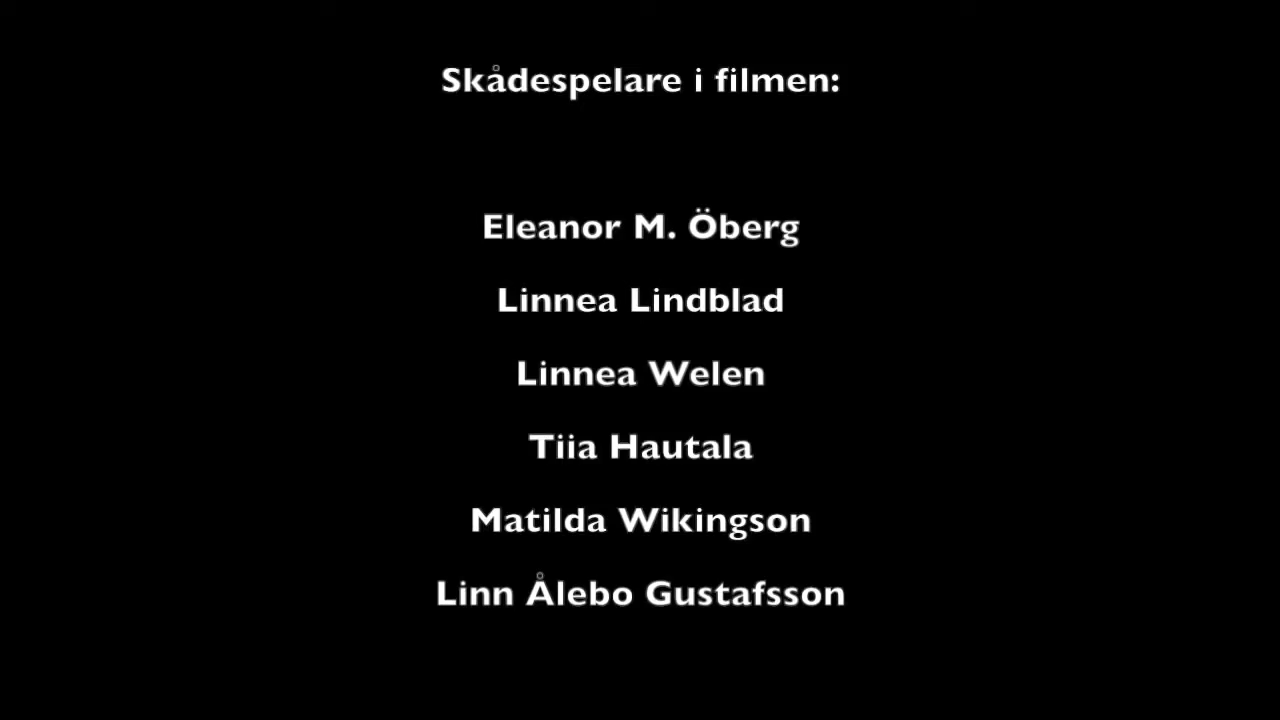 Skådespelare i filmen:
Eleanor M. Öberg
Linnea Lindblad
Linnea Welen
Tiia Hautala
Matilda Wikingson
Linn Ålebo Gustafsson